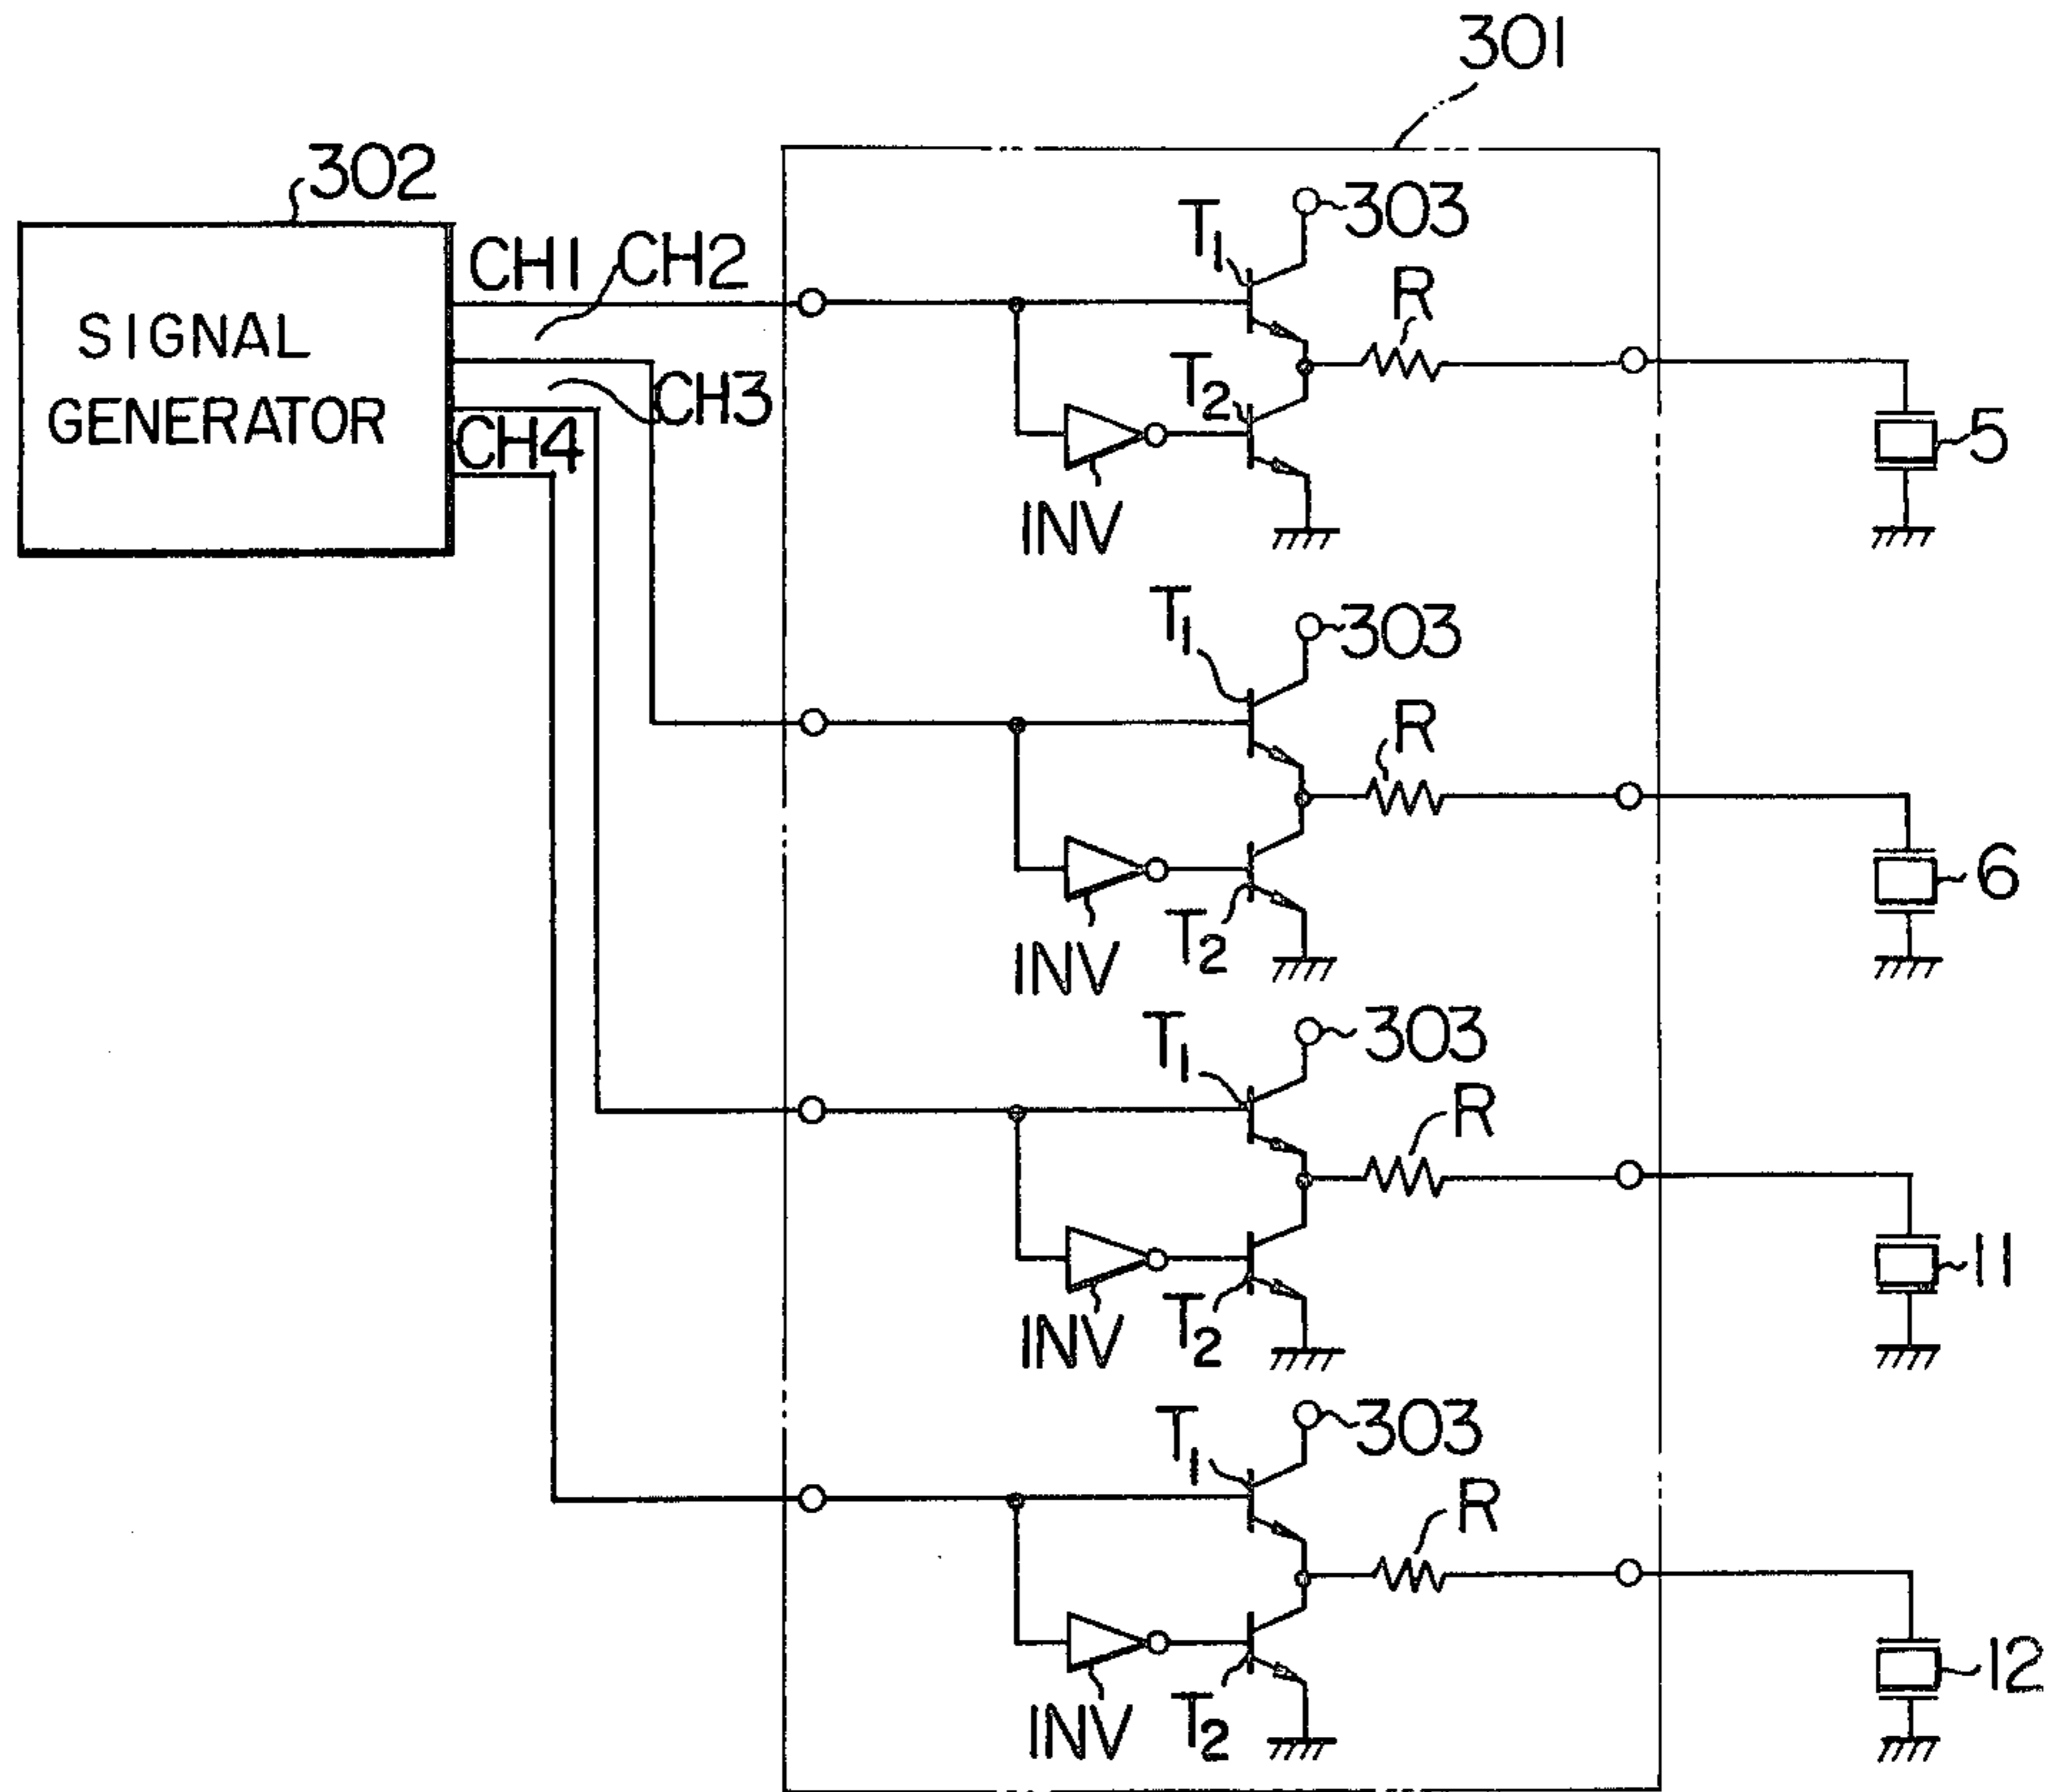 301
302
SIGNAL
GENERATOR
CH1
CH2
CH3
CH4
T1
303
R
T2
INV
5
T1
303
R
T2
INV
6
T1
303
R
T2
INV
11
T1
303
R
T2
INV
12